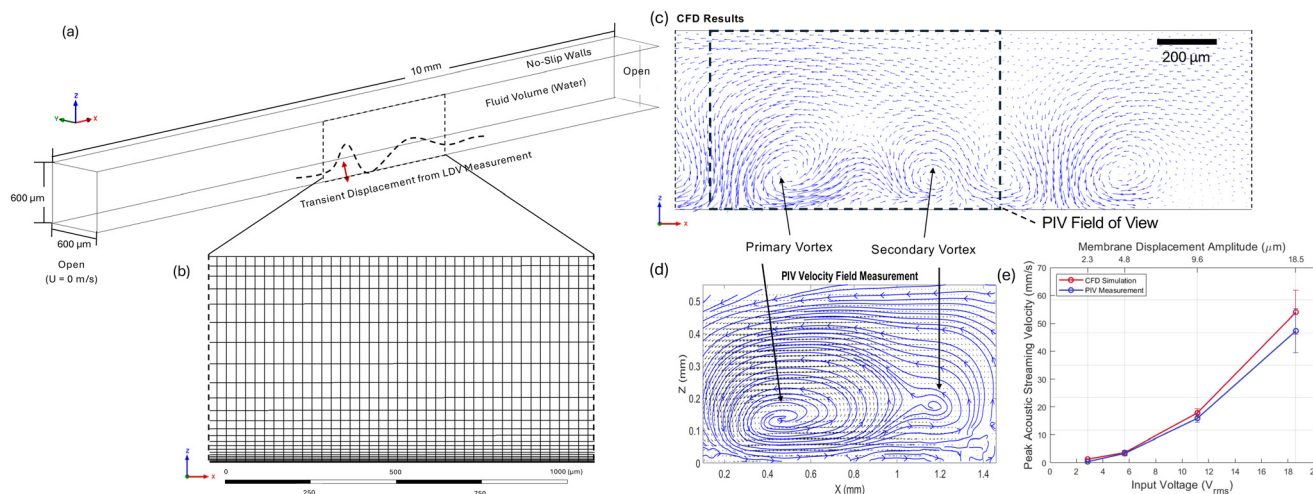 (a)
10 mm
No-Slip Walls
Open
Fluid Volume (Water)
Z
Y
X
600 µm
Transient Displacement from LDV Measurement
600 µm
Open
(U = 0 m/s)
(b)
Z
X
0
500
1000 (µm)
250
750
(c)
CFD Results
200 µm
Z
X
PIV Field of View
Primary Vortex
Secondary Vortex
(d)
PIV Velocity Field Measurement
Z (mm)
0.5
0.4
0.3
0.2
0.1
0
0.2
0.4
0.6
0.8
1
1.2
1.4
X (mm)
(e)
Membrane Displacement Amplitude (µm)
2.3
4.8
9.6
18.5
CFD Simulation
PIV Measurement
Peak Acoustic Streaming Velocity (mm/s)
70
60
50
40
30
20
10
0
0
2
4
6
8
10
12
14
16
18
20
Input Voltage (Vrms)